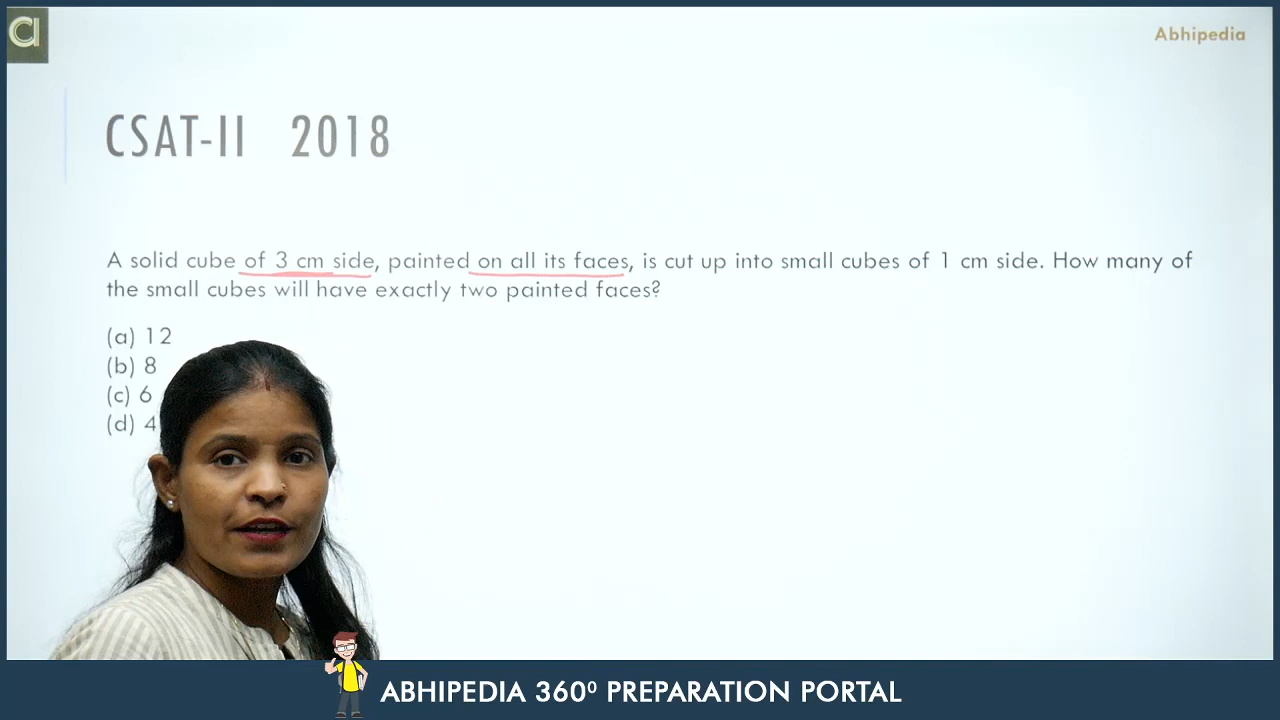 Abhipedia
CSAT-II 2018
A solid cube of 3 cm side, painted on all its faces, is cut up into small cubes of 1 cm side. How many of
the small cubes will have exactly two painted faces?
(a) 12
(b) 8
(c) 6
(d) 4
ABHIPEDIA 360⁰ PREPARATION PORTAL